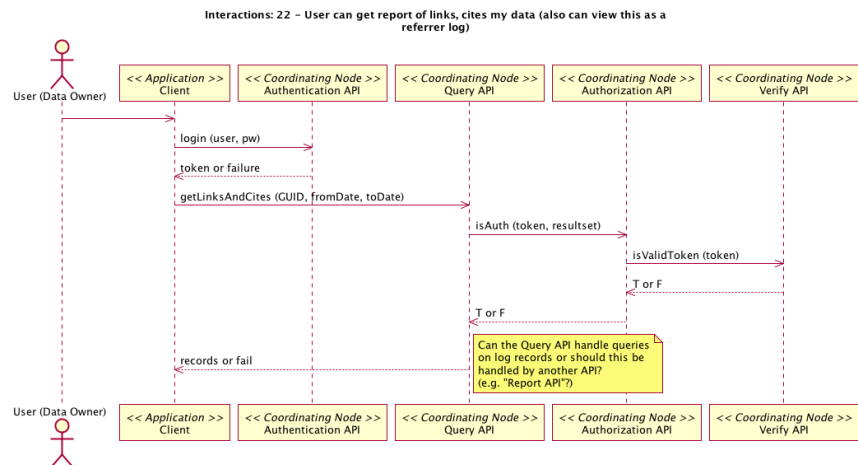 Interactions: 22 – User can get report of links, cites my data (also can view this as a
referrer log)
User (Data Owner)
<< Application >>
Client
<< Coordinating Node >>
Authentication API
<< Coordinating Node >>
Query API
<< Coordinating Node >>
Authorization API
<< Coordinating Node >>
Verify API
login (user, pw)
token or failure
getLinksAndCites (GUID, fromDate, toDate)
isAuth (token, resultset)
isValidToken (token)
T or F
T or F
records or fail
Can the Query API handle queries
on log records or should this be
handled by another API?
(e.g. "Report API"?)
User (Data Owner)
<< Application >>
Client
<< Coordinating Node >>
Authentication API
<< Coordinating Node >>
Query API
<< Coordinating Node >>
Authorization API
<< Coordinating Node >>
Verify API